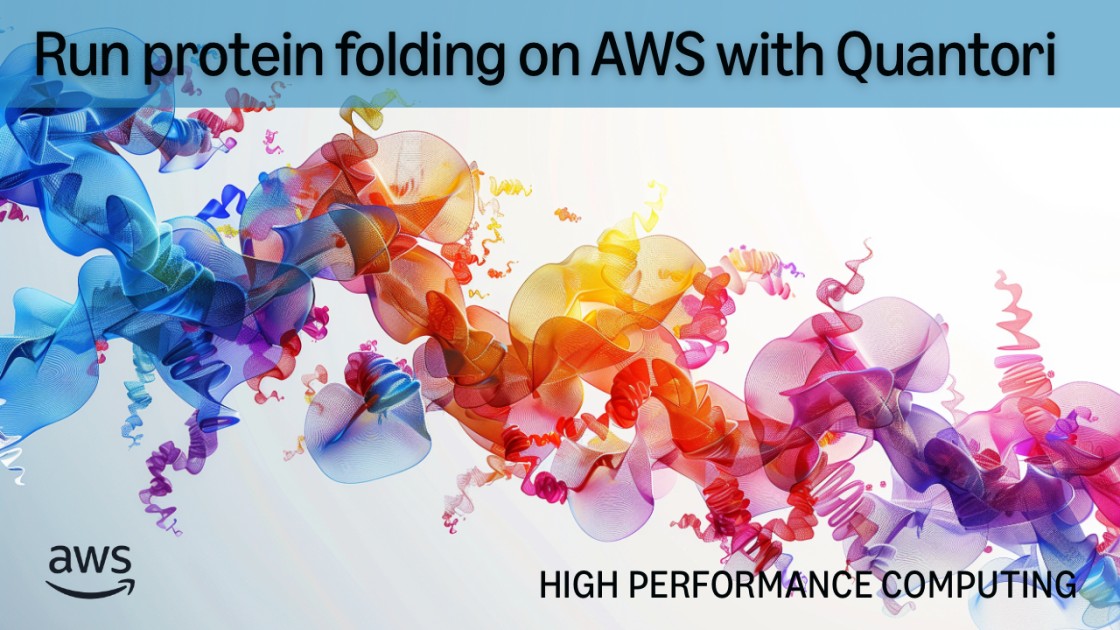 Run protein folding on AWS with Quantori
aws
HIGH PERFORMANCE COMPUTING